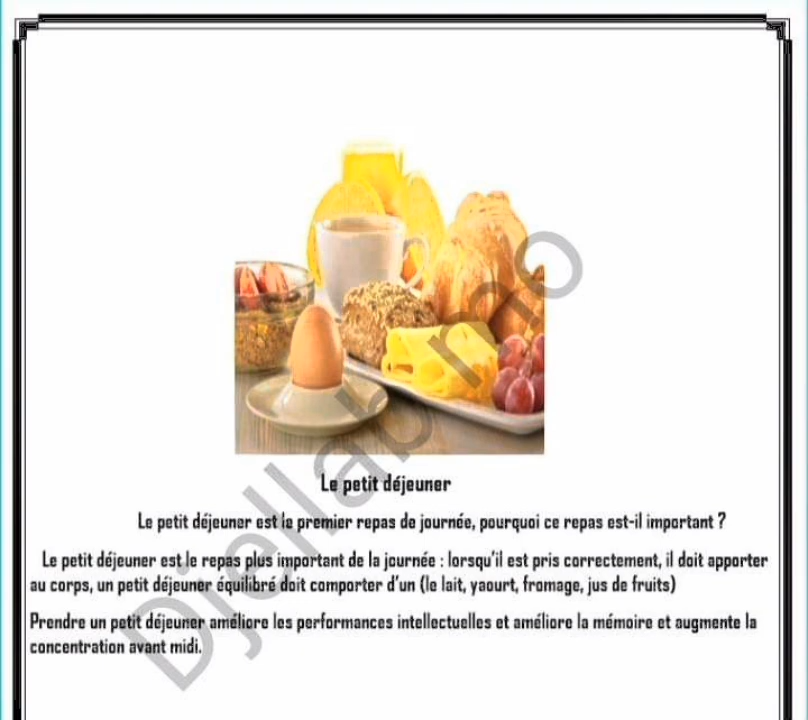 Le petit déjeuner
Le petit déjeuner est le premier repas de journée, pourquoi ce repas est-il important ?
Le petit déjeuner est le repas plus important de la journée : lorsqu'il est pris correctement, il doit apporter
au corps, un petit déjeuner équilibré doit comporter d'un (le lait, yaourt, fromage, jus de fruits)
Prendre un petit déjeuner améliore les performances intellectuelles et améliore la mémoire et augmente la
concentration avant midi.
Djellab mo